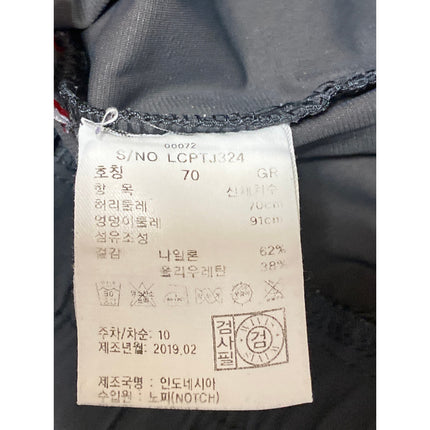 00072
S/NO LCPTJ324
호칭 70 GR
항 목 신체치수
허리둘레 70cm
엉덩이둘레 91cm
섬유조성
겉감 나일론 62%
폴리우레탄 38%
주차/차순: 10
제조년월: 2019.02
검사필 검
제조국명 : 인도네시아
수입원 : 노피(NOTCH)